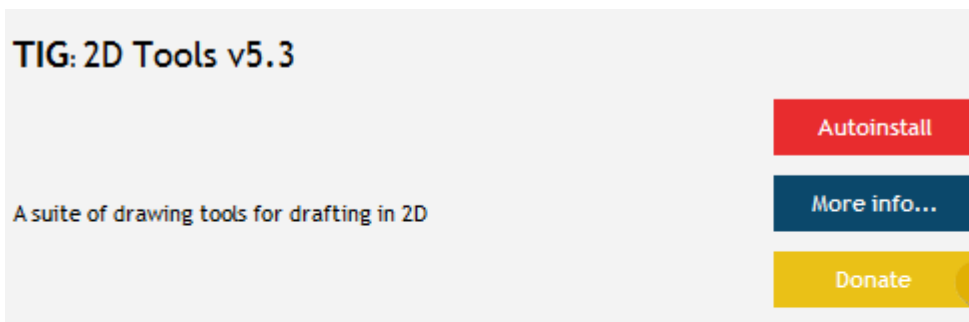 TIG: 2D Tools v5.3
Autoinstall
A suite of drawing tools for drafting in 2D
More info...
Donate